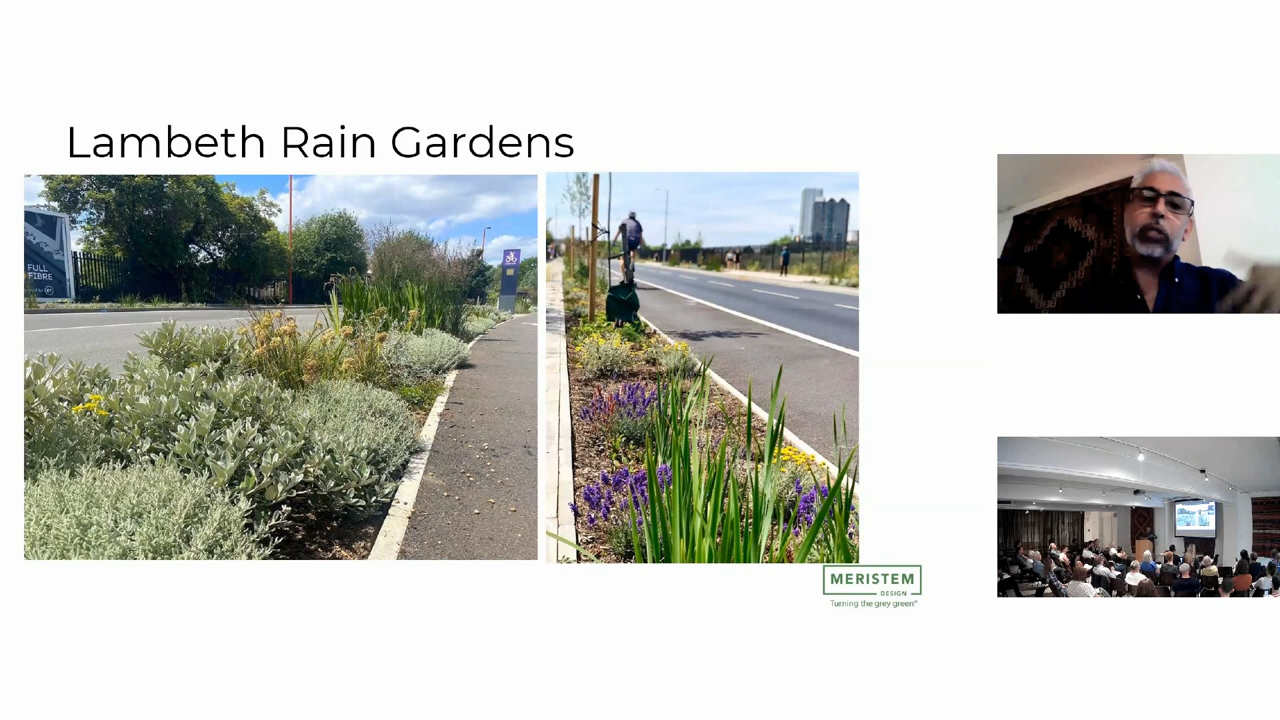 Lambeth Rain Gardens
FULL
FIBRE
MERISTEM
DESIGN
Turning the grey green"